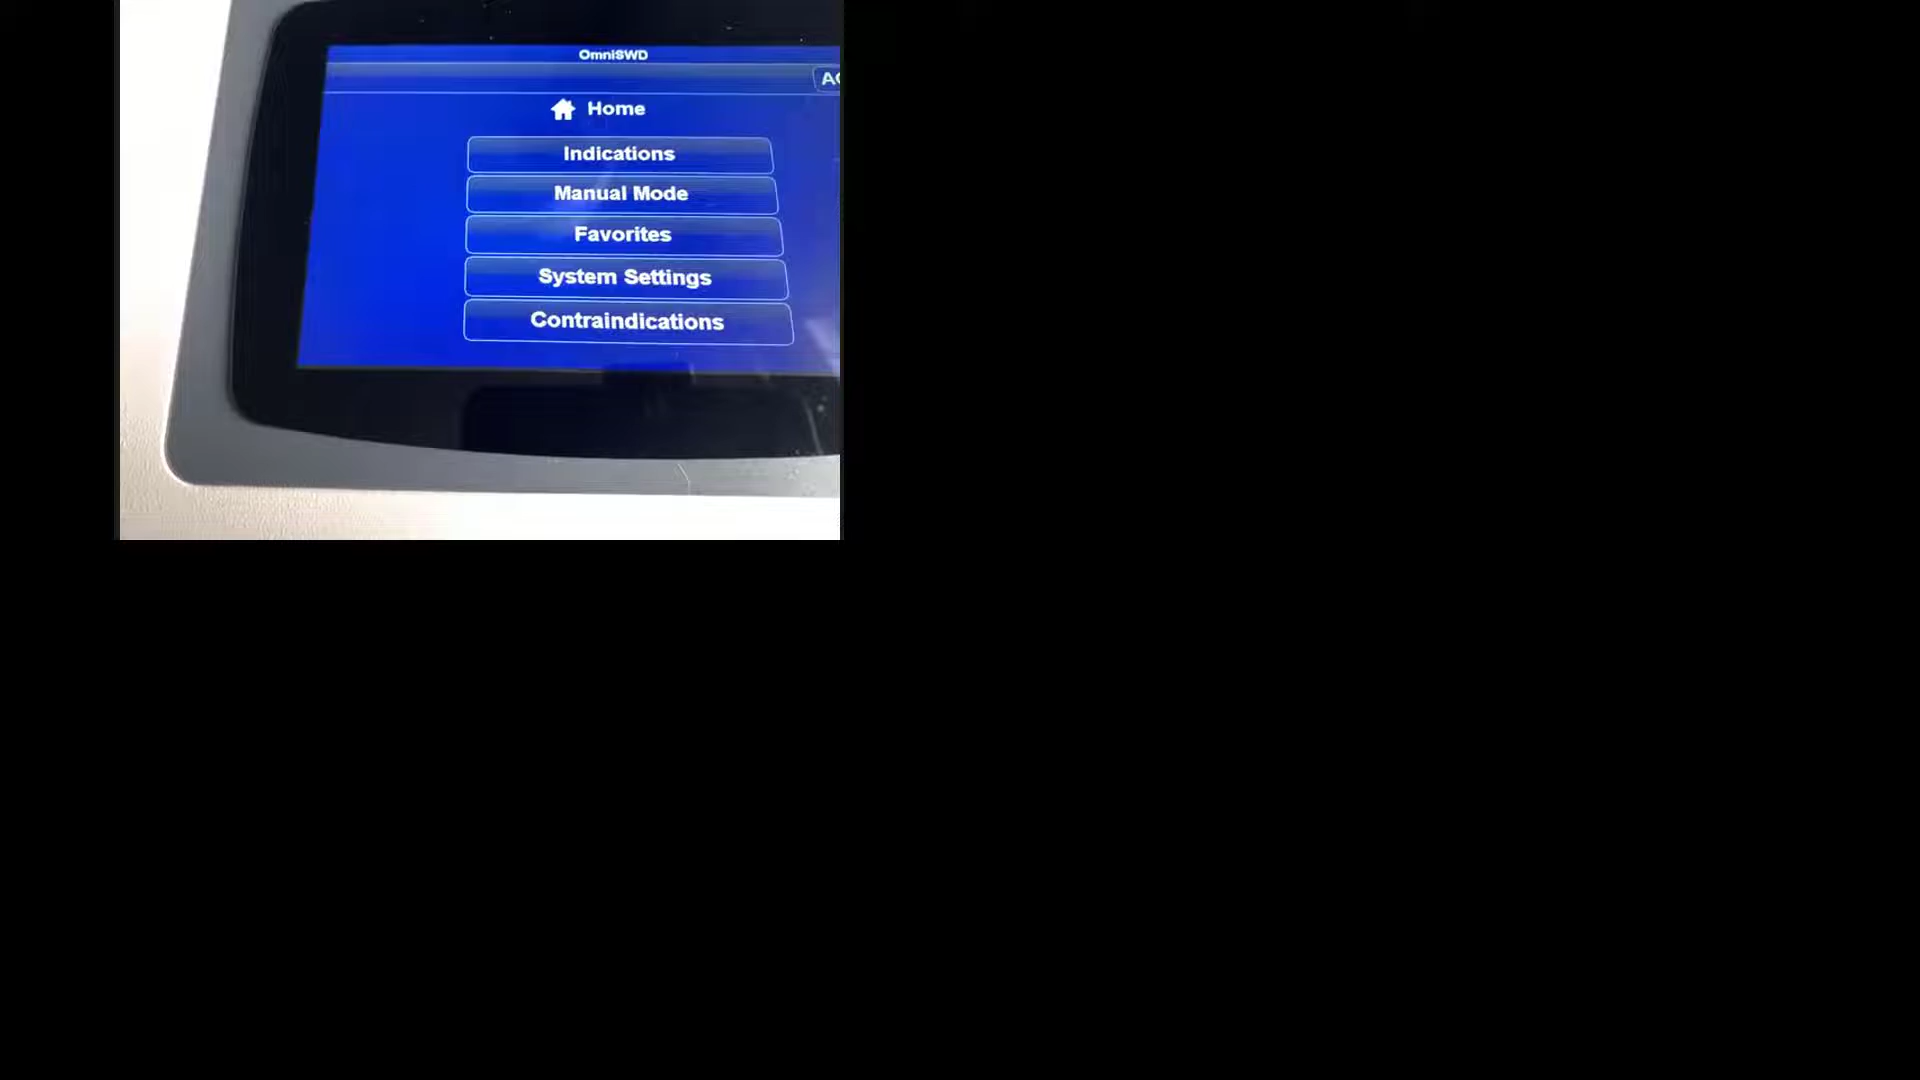 OmniSWD
Home
Indications
Manual Mode
Favorites
System Settings
Contraindications